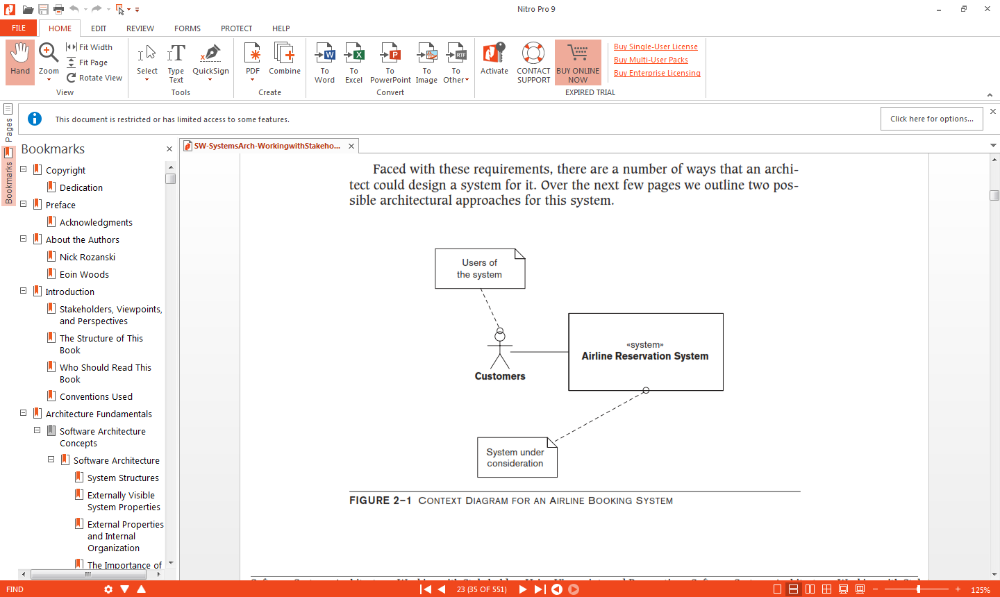 Nitro Pro 9
FILE
HOME
EDIT
REVIEW
FORMS
PROTECT
HELP
Hand
Zoom
Fit Width
Fit Page
Rotate View
View
Select
Type
Text
QuickSign
Tools
PDF
Combine
Create
To
Word
To
Excel
To
PowerPoint
To
Image
To
Other
Convert
Activate
CONTACT
SUPPORT
BUY ONLINE
NOW
Buy Single-User License
Buy Multi-User Packs
Buy Enterprise Licensing
EXPIRED TRIAL
This document is restricted or has limited access to some features.
Click here for options...
Pages
Bookmarks
Bookmarks
Copyright
Dedication
Preface
Acknowledgments
About the Authors
Nick Rozanski
Eoin Woods
Introduction
Stakeholders, Viewpoints,
and Perspectives
The Structure of This
Book
Who Should Read This
Book
Conventions Used
Architecture Fundamentals
Software Architecture
Concepts
Software Architecture
System Structures
Externally Visible
System Properties
External Properties
and Internal
Organization
The Importance of
SW-SystemsArch-WorkingwithStakeho...
Faced with these requirements, there are a number of ways that an archi-
tect could design a system for it. Over the next few pages we outline two pos-
sible architectural approaches for this system.
Users of
the system
«system»
Airline Reservation System
Customers
System under
consideration
FIGURE 2–1 CONTEXT DIAGRAM FOR AN AIRLINE BOOKING SYSTEM
FIND
23 (35 OF 551)
125%